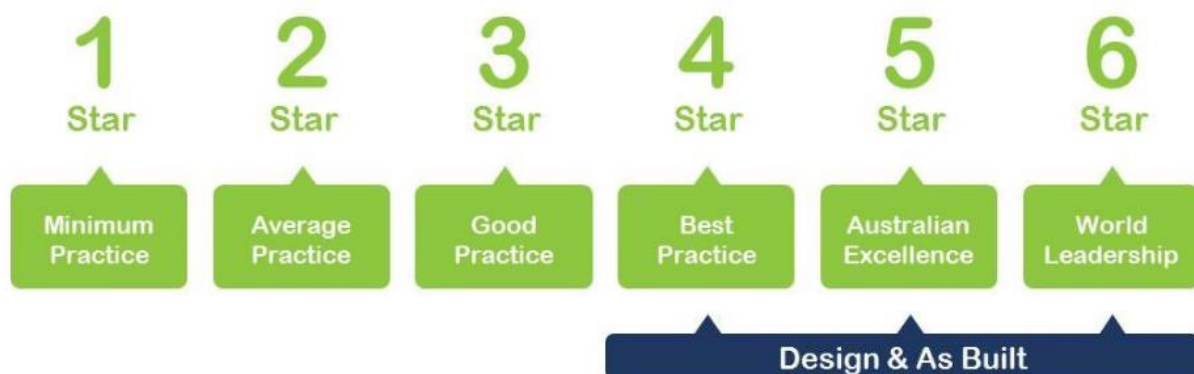 1 2 3 4 5 6
Star Star Star Star Star Star
Minimum Average Good Best Australian World
Practice Practice Practice Practice Excellence Leadership
Design & As Built